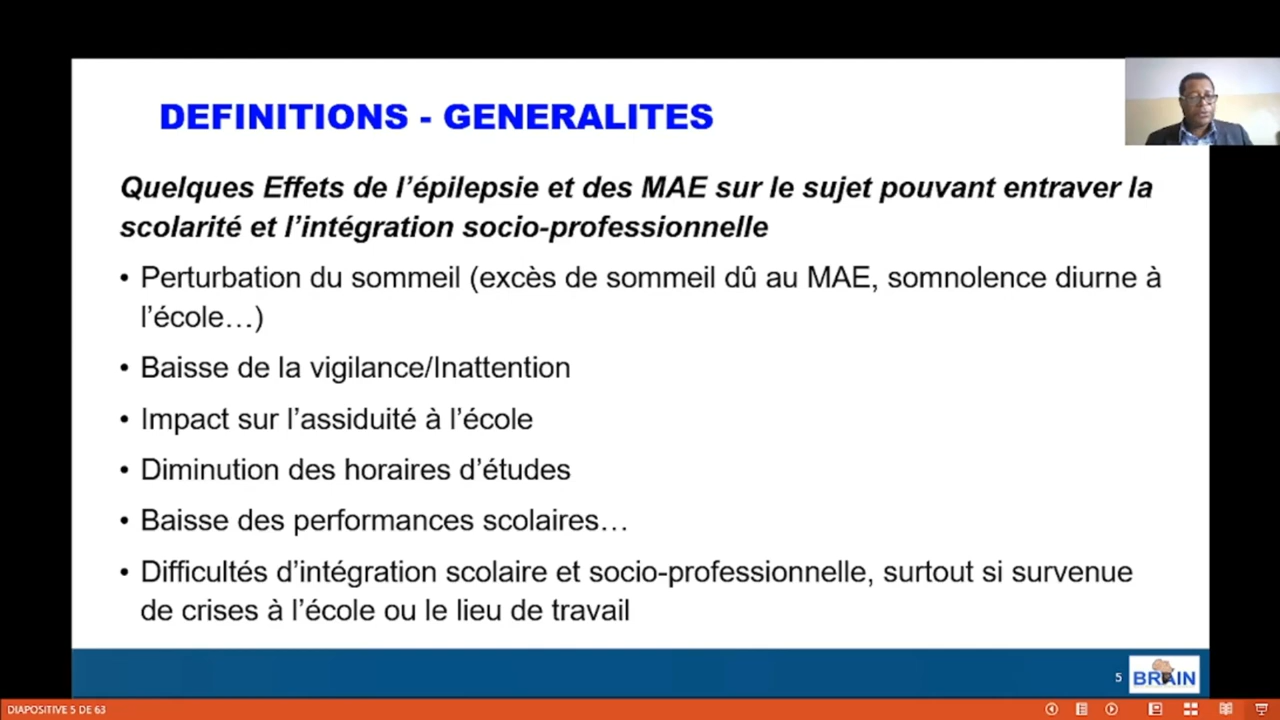 DEFINITIONS - GENERALITES
Quelques Effets de l’épilepsie et des MAE sur le sujet pouvant entraver la
scolarité et l’intégration socio-professionnelle
• Perturbation du sommeil (excès de sommeil dû au MAE, somnolence diurne à
l’école…)
• Baisse de la vigilance/Inattention
• Impact sur l’assiduité à l’école
• Diminution des horaires d’études
• Baisse des performances scolaires…
• Difficultés d’intégration scolaire et socio-professionnelle, surtout si survenue
de crises à l’école ou le lieu de travail
5
BRAIN
DIAPOSITIVE 5 DE 63